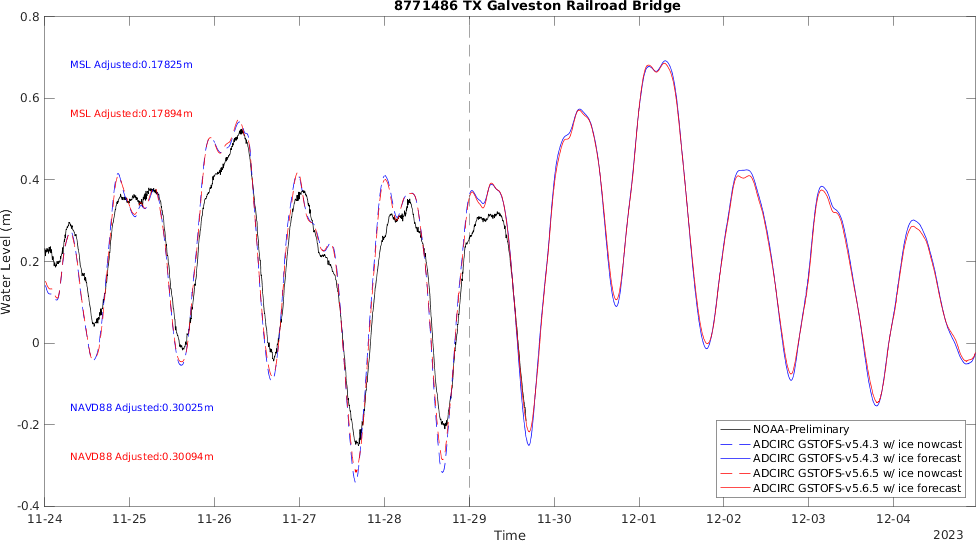 8771486 TX Galveston Railroad Bridge
0.8
MSL Adjusted:0.17825m
MSL Adjusted:0.17894m
0.6
0.4
Water Level (m)
0.2
0
NAVD88 Adjusted:0.30025m
-0.2
NAVD88 Adjusted:0.30094m
-0.4
NOAA-Preliminary
ADCIRC GSTOFS-v5.4.3 w/ ice nowcast
ADCIRC GSTOFS-v5.4.3 w/ ice forecast
ADCIRC GSTOFS-v5.6.5 w/ ice nowcast
ADCIRC GSTOFS-v5.6.5 w/ ice forecast
11-24 11-25 11-26 11-27 11-28 11-29 11-30 12-01 12-02 12-03 12-04
Time
2023